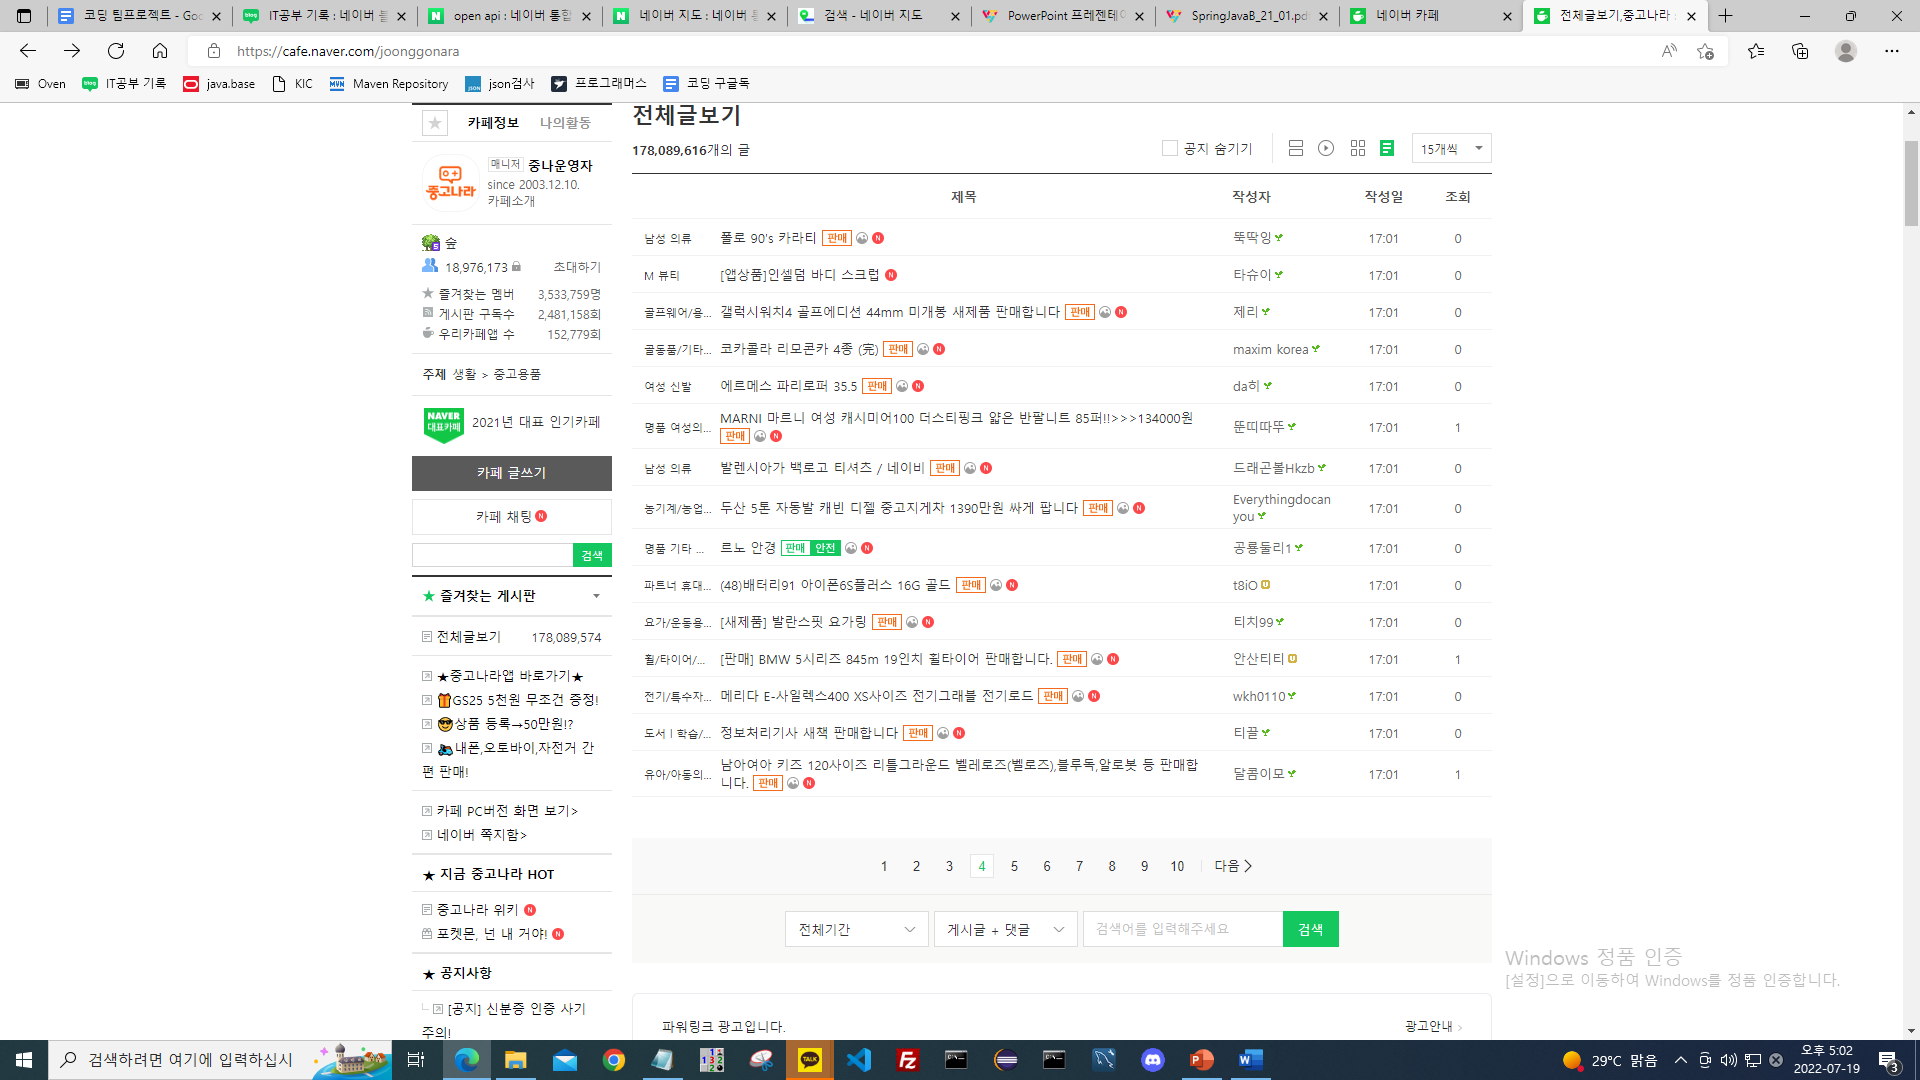 코딩 팀프로젝트 - Goo
IT공부 기록 : 네이버 블
open api : 네이버 통합
네이버 지도 : 네이버 통
검색 - 네이버 지도
PowerPoint 프레젠테이
SpringJavaB_21_01.pd
네이버 카페
전체글보기,중고나라
https://cafe.naver.com/joonggonara
Oven
IT공부 기록
java.base
KIC
Maven Repository
json검사
프로그래머스
코딩 구글독
카페정보 나의활동
중고나라
매니저 중나운영자
since 2003.12.10.
카페소개
숲
18,976,173 초대하기
즐겨찾는 멤버 3,533,759명
게시판 구독수 2,481,158회
우리카페앱 수 152,779회
주제 생활 > 중고용품
NAVER 대표카페 2021년 대표 인기카페
카페 글쓰기
카페 채팅 N
검색
★ 즐겨찾는 게시판
전체글보기 178,089,574
★중고나라앱 바로가기★
GS25 5천원 무조건 증정!
상품 등록→50만원!?
내폰,오토바이,자전거 간
편 판매!
카페 PC버전 화면 보기>
네이버 쪽지함>
★ 지금 중고나라 HOT
중고나라 위키 N
포켓몬, 넌 내 거야! N
★ 공지사항
[공지] 신분증 인증 사기
주의!
전체글보기
178,089,616개의 글
공지 숨기기
15개씩
제목 작성자 작성일 조회
남성 의류 폴로 90's 카라티 판매 N 뚝딱잉 17:01 0
M 뷰티 [앱상품]인셀덤 바디 스크럽 N 타슈이 17:01 0
골프웨어/용... 갤럭시워치4 골프에디션 44mm 미개봉 새제품 판매합니다 판매 N 제리 17:01 0
골동품/기타... 코카콜라 리모콘카 4종 (完) 판매 N maxim korea 17:01 0
여성 신발 에르메스 파리로퍼 35.5 판매 N da히 17:01 0
명품 여성의... MARNI 마르니 여성 캐시미어100 더스티핑크 얇은 반팔니트 85퍼!!>>>134000원
판매 N 뚠띠따뚜 17:01 1
남성 의류 발렌시아가 백로고 티셔츠 / 네이비 판매 N 드래곤볼Hkzb 17:01 0
농기계/농업... 두산 5톤 자동발 캐빈 디젤 중고지게차 1390만원 싸게 팝니다 판매 N Everythingdocan
you 17:01 0
명품 기타 ... 르노 안경 판매 안전 N 공룡둘리1 17:01 0
파트너 휴대... (48)배터리91 아이폰6S플러스 16G 골드 판매 N t8iO 17:01 0
요가/운동용... [새제품] 발란스핏 요가링 판매 N 티치99 17:01 0
휠/타이어/... [판매] BMW 5시리즈 845m 19인치 휠타이어 판매합니다. 판매 N 안산티티 17:01 1
전기/특수자... 메리다 E-사일렉스400 XS사이즈 전기그래블 전기로드 판매 N wkh0110 17:01 0
도서 l 학습/... 정보처리기사 새책 판매합니다 판매 N 티끌 17:01 0
유아/아동의... 남아여아 키즈 120사이즈 리틀그라운드 벨레로즈(벨로즈),블루독,알로봇 등 판매합
니다. 판매 N 달콤이모 17:01 1
1 2 3 4 5 6 7 8 9 10 다음 >
전체기간 게시글 + 댓글 검색어를 입력해주세요 검색
파워링크 광고입니다. 광고안내 >
Windows 정품 인증
[설정]으로 이동하여 Windows를 정품 인증합니다.
검색하려면 여기에 입력하십시
TALK
29°C 맑음
오후 5:02
2022-07-19
3